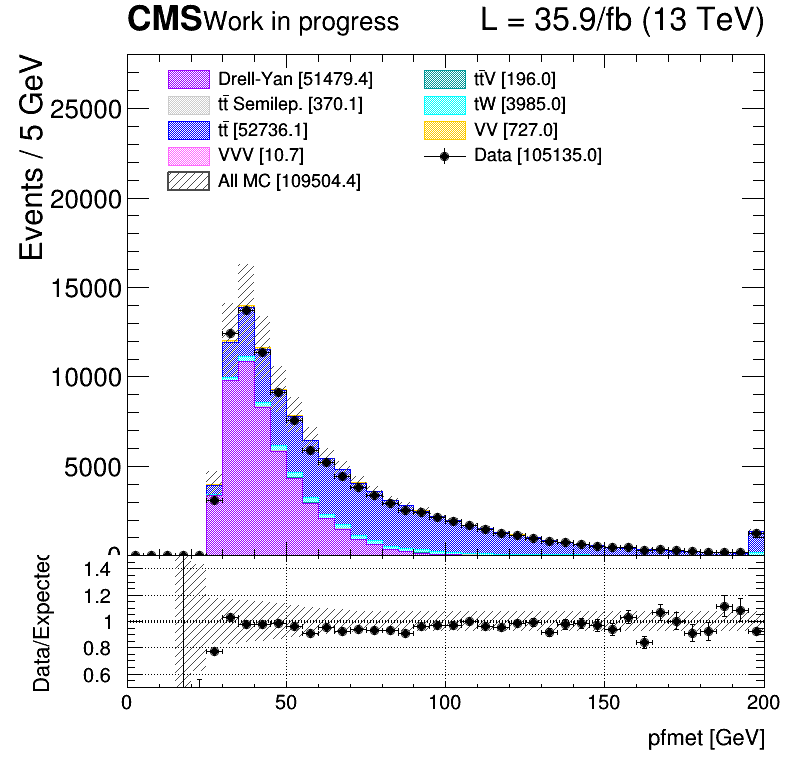 CMS Work in progress L = 35.9/fb (13 TeV)
Events / 5 GeV
Drell-Yan [51479.4]
tt̄ Semilep. [370.1]
tt̄ [52736.1]
VVV [10.7]
All MC [109504.4]
tt̄V [196.0]
tW [3985.0]
VV [727.0]
Data [105135.0]
25000
20000
15000
10000
5000
0
Data/Expected
1.4
1.2
1
0.8
0.6
0 50 100 150 200
pfmet [GeV]